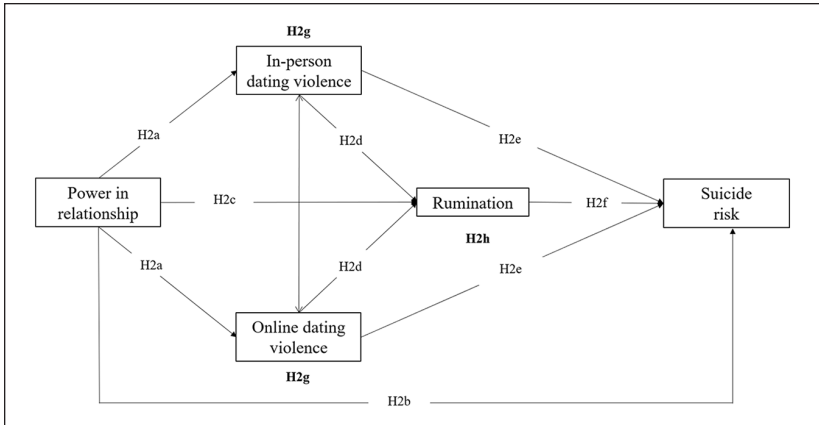 H2g
In-person
dating violence
H2a
H2d
H2e
Power in
relationship
H2c
Rumination
H2f
Suicide
risk
H2h
H2a
H2d
H2e
Online dating
violence
H2g
H2b